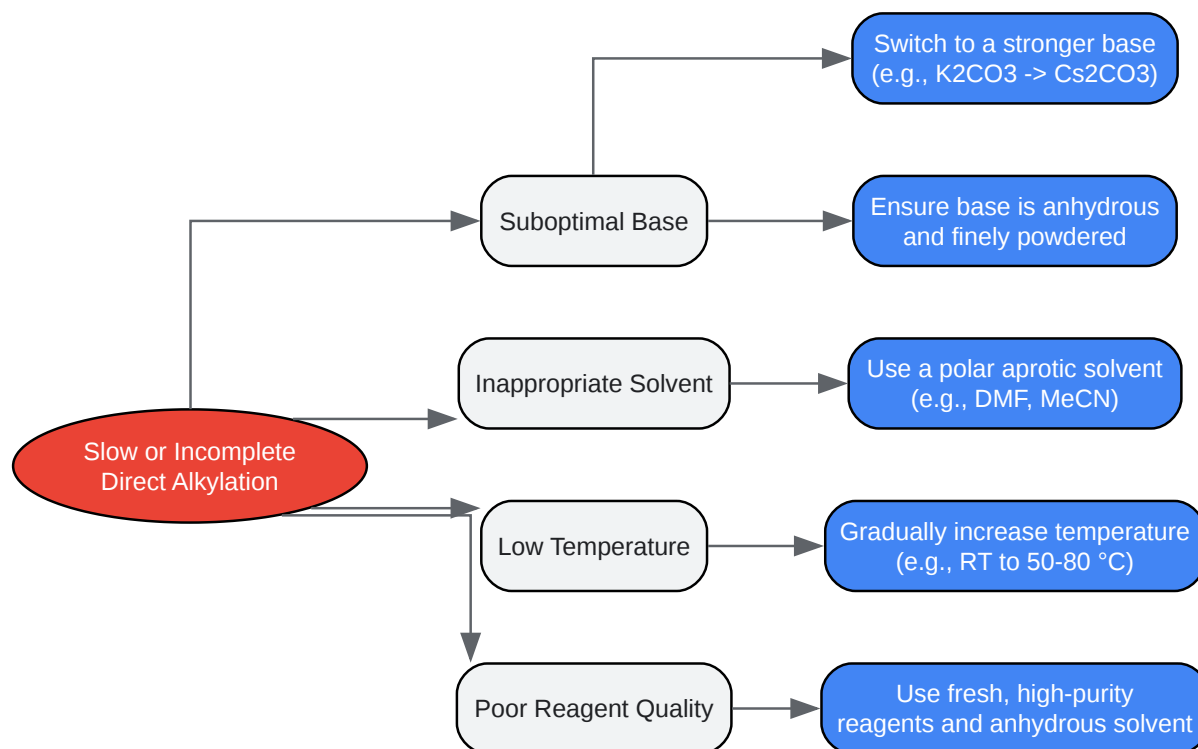 Switch to a stronger base
(e.g., K2CO3 -> Cs2CO3)
Suboptimal Base
Ensure base is anhydrous
and finely powdered
Inappropriate Solvent
Use a polar aprotic solvent
(e.g., DMF, MeCN)
Slow or Incomplete
Direct Alkylation
Low Temperature
Gradually increase temperature
(e.g., RT to 50-80 °C)
Poor Reagent Quality
Use fresh, high-purity
reagents and anhydrous solvent